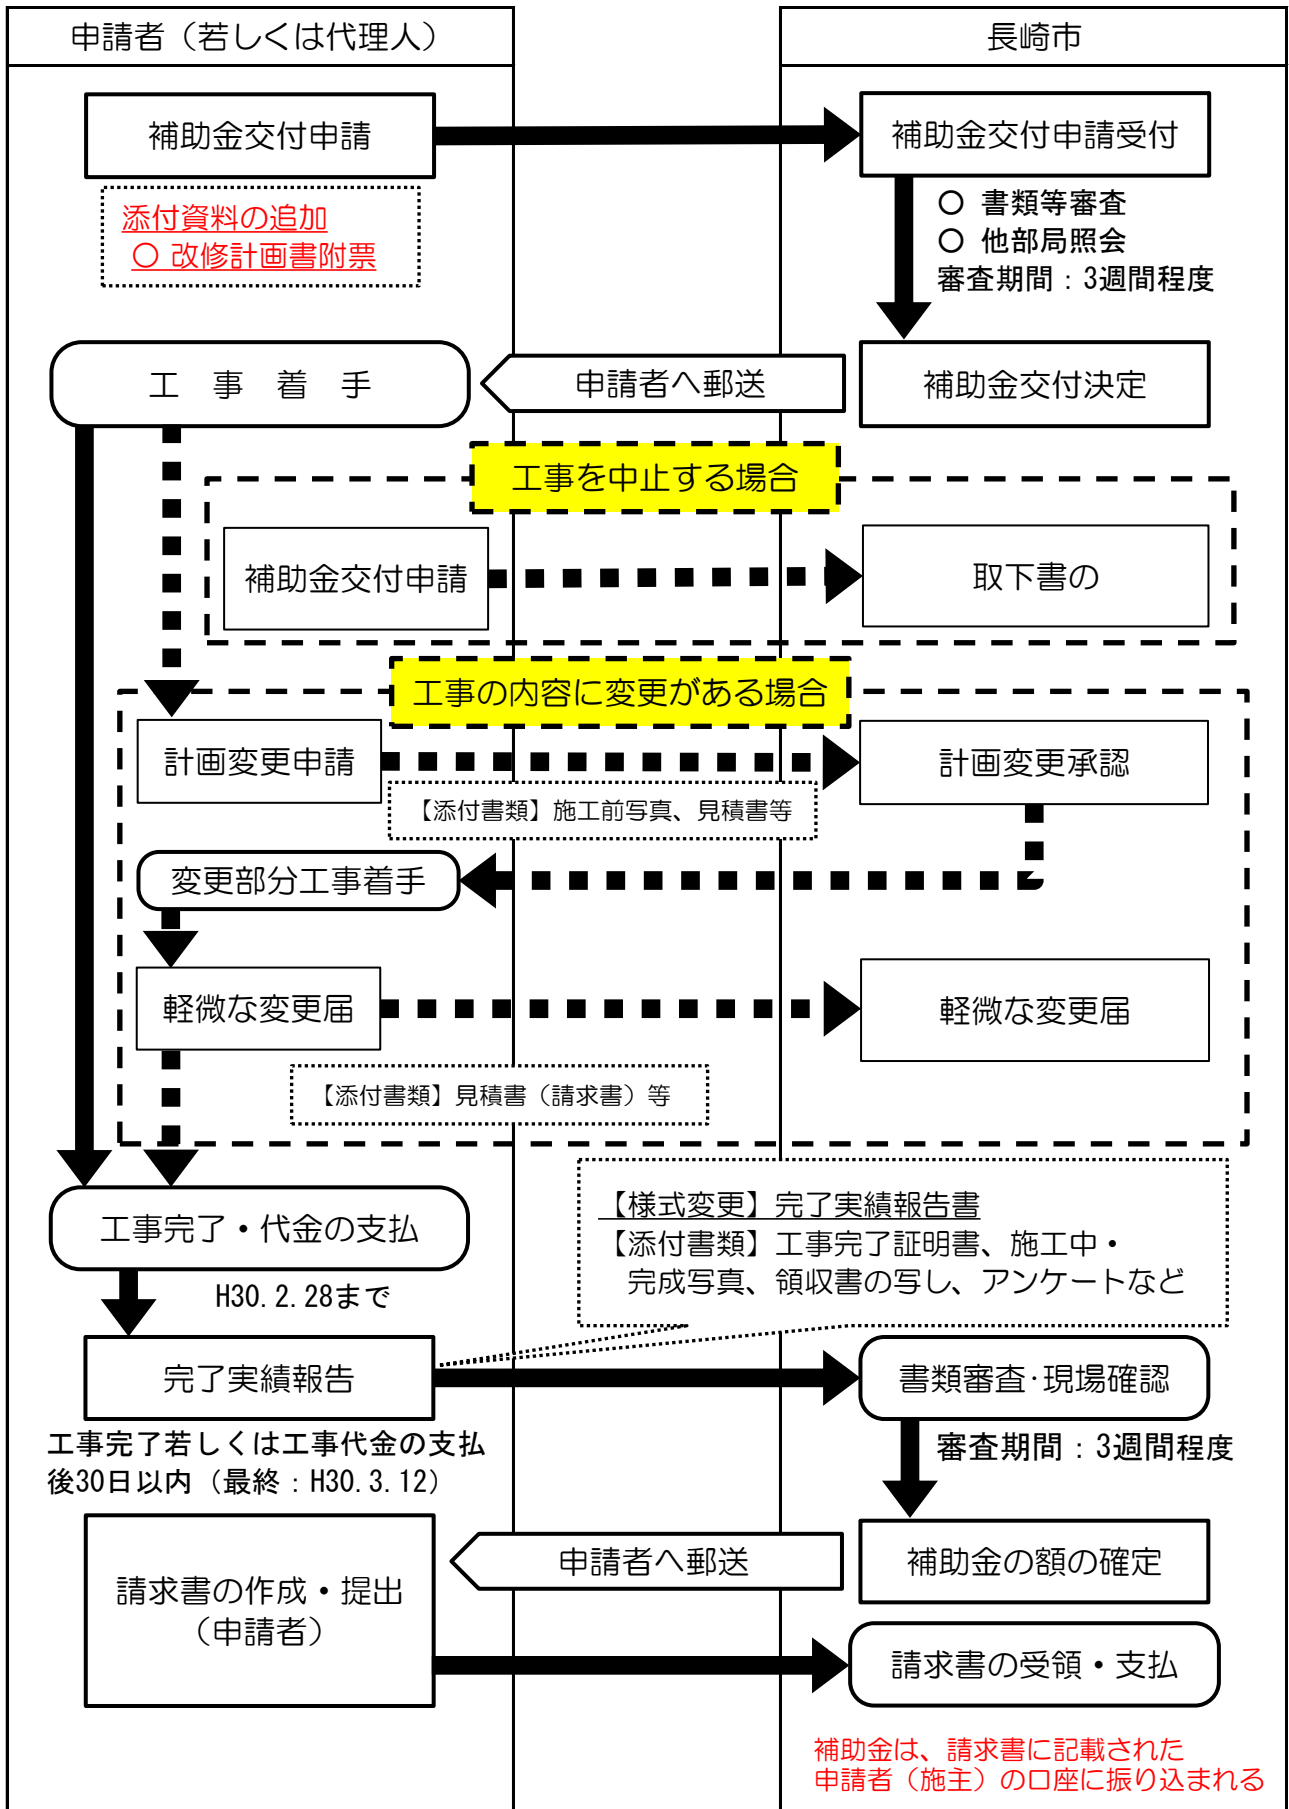 申請者（若しくは代理人）
長崎市
補助金交付申請
補助金交付申請受付
添付資料の追加
○ 改修計画書附票
○ 書類等審査
○ 他部局照会
審査期間：3週間程度
工　事　着　手
申請者へ郵送
補助金交付決定
工事を中止する場合
補助金交付申請
取下書の
工事の内容に変更がある場合
計画変更申請
計画変更承認
【添付書類】施工前写真、見積書等
変更部分工事着手
軽微な変更届
軽微な変更届
【添付書類】見積書（請求書）等
【様式変更】完了実績報告書
【添付書類】工事完了証明書、施工中・
完成写真、領収書の写し、アンケートなど
工事完了・代金の支払
H30.2.28まで
完了実績報告
書類審査･現場確認
工事完了若しくは工事代金の支払
後30日以内（最終：H30.3.12）
審査期間：3週間程度
申請者へ郵送
補助金の額の確定
請求書の作成・提出
（申請者）
請求書の受領・支払
補助金は、請求書に記載された
申請者（施主）の口座に振り込まれる